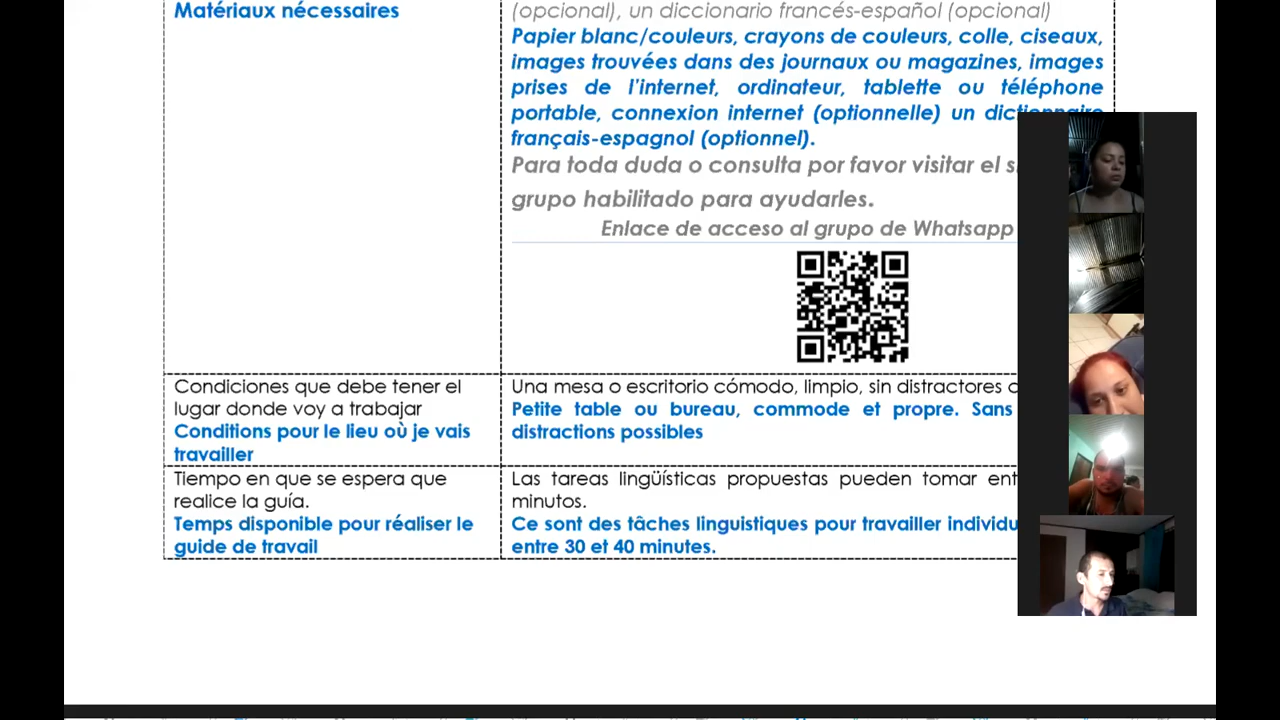 Matériaux nécessaires
(opcional), un diccionario francés-español (opcional)
Papier blanc/couleurs, crayons de couleurs, colle, ciseaux,
images trouvées dans des journaux ou magazines, images
prises de l'internet, ordinateur, tablette ou téléphone
portable, connexion internet (optionnelle) un dictionnaire
français-espagnol (optionnel).
Para toda duda o consulta por favor visitar el
grupo habilitado para ayudarles.
Enlace de acceso al grupo de Whatsapp
Condiciones que debe tener el
lugar donde voy a trabajar
Conditions pour le lieu où je vais
travailler
Una mesa o escritorio cómodo, limpio, sin distractores
Petite table ou bureau, commode et propre. Sans
distractions possibles
Tiempo en que se espera que
realice la guía.
Temps disponible pour réaliser le
guide de travail
Las tareas lingüísticas propuestas pueden tomar
minutos.
Ce sont des tâches linguistiques pour travailler
entre 30 et 40 minutes.